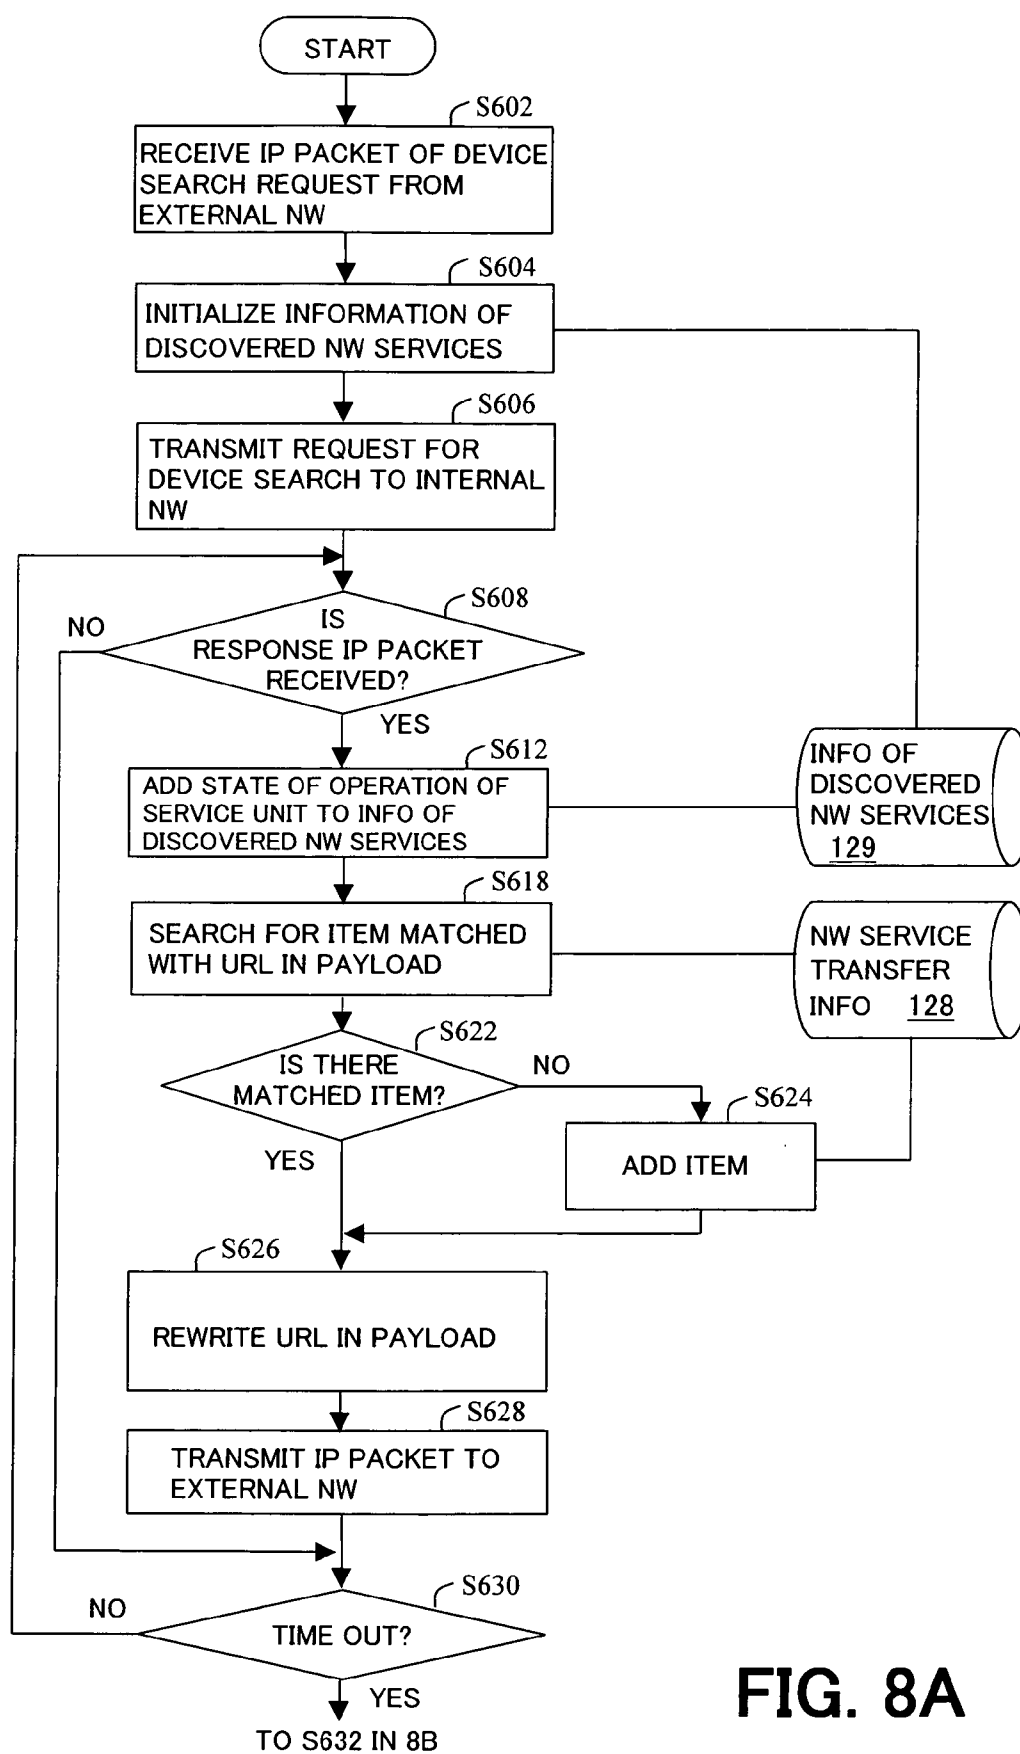 START
S602
RECEIVE IP PACKET OF DEVICE
SEARCH REQUEST FROM
EXTERNAL NW
S604
INITIALIZE INFORMATION OF
DISCOVERED NW SERVICES
S606
TRANSMIT REQUEST FOR
DEVICE SEARCH TO INTERNAL
NW
S608
NO
IS
RESPONSE IP PACKET
RECEIVED?
YES
S612
ADD STATE OF OPERATION OF
SERVICE UNIT TO INFO OF
DISCOVERED NW SERVICES
INFO OF
DISCOVERED
NW SERVICES
129
S618
SEARCH FOR ITEM MATCHED
WITH URL IN PAYLOAD
NW SERVICE
TRANSFER
INFO 128
S622
IS THERE
MATCHED ITEM?
NO
YES
S624
ADD ITEM
S626
REWRITE URL IN PAYLOAD
S628
TRANSMIT IP PACKET TO
EXTERNAL NW
S630
NO
TIME OUT?
YES
TO S632 IN 8B
FIG. 8A